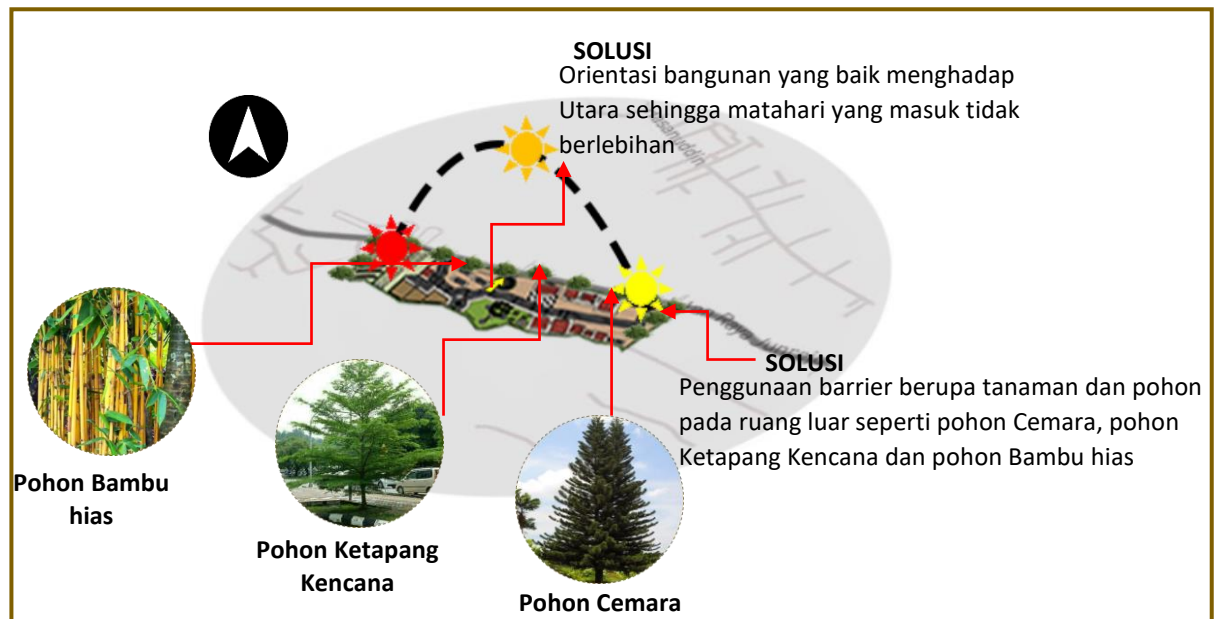 SOLUSI
Orientasi bangunan yang baik menghadap
Utara sehingga matahari yang masuk tidak
berlebihan
SOLUSI
Penggunaan barrier berupa tanaman dan pohon
pada ruang luar seperti pohon Cemara, pohon
Ketapang Kencana dan pohon Bambu hias
Pohon Bambu
hias
Pohon Ketapang
Kencana
Pohon Cemara